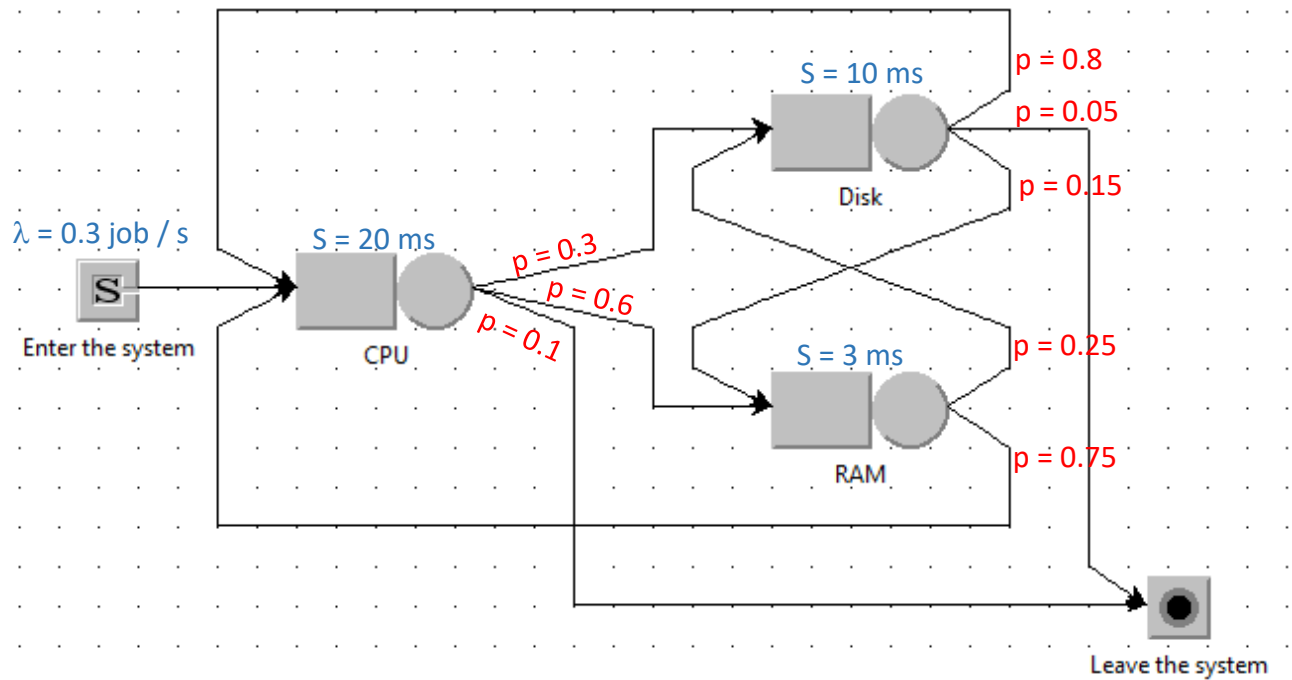 p = 0.8
S = 10 ms
p = 0.05
p = 0.15
Disk
λ = 0.3 job / s
S = 20 ms
p = 0.3
p = 0.6
p = 0.1
S
Enter the system
CPU
S = 3 ms
p = 0.25
RAM
p = 0.75
Leave the system